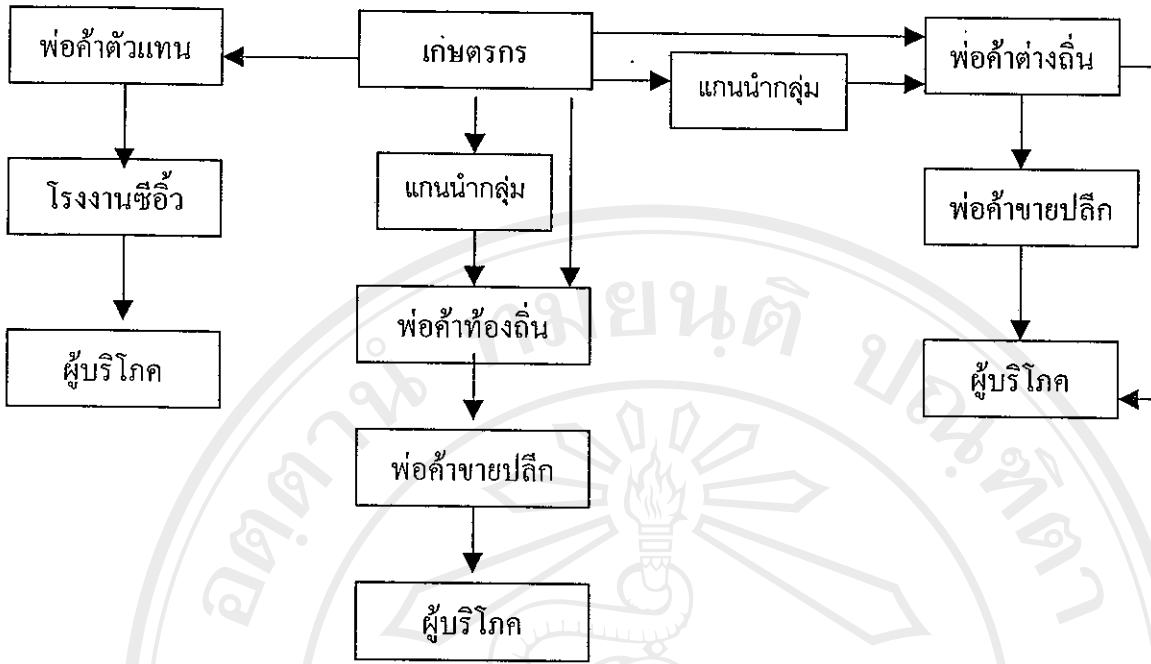 พ่อค้าตัวแทน
เกษตรกร
พ่อค้าต่างถิ่น
แกนนำกลุ่ม
โรงงานซีอิ้ว
แกนนำกลุ่ม
พ่อค้าขายปลีก
พ่อค้าท้องถิ่น
ผู้บริโภค
ผู้บริโภค
พ่อค้าขายปลีก
ผู้บริโภค